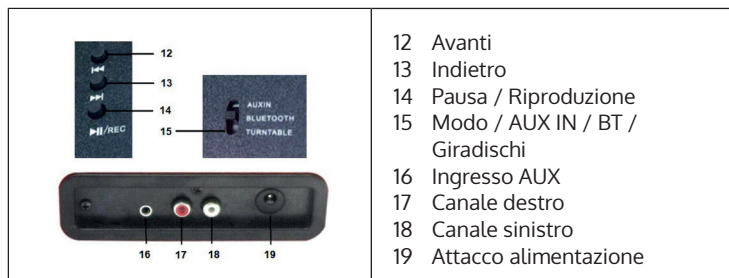 12
13
14
/REC
15
AUXIN
BLUETOOTH
TURNTABLE
16 17 18 19
12 Avanti
13 Indietro
14 Pausa / Riproduzione
15 Modo / AUX IN / BT /
Giradischi
16 Ingresso AUX
17 Canale destro
18 Canale sinistro
19 Attacco alimentazione